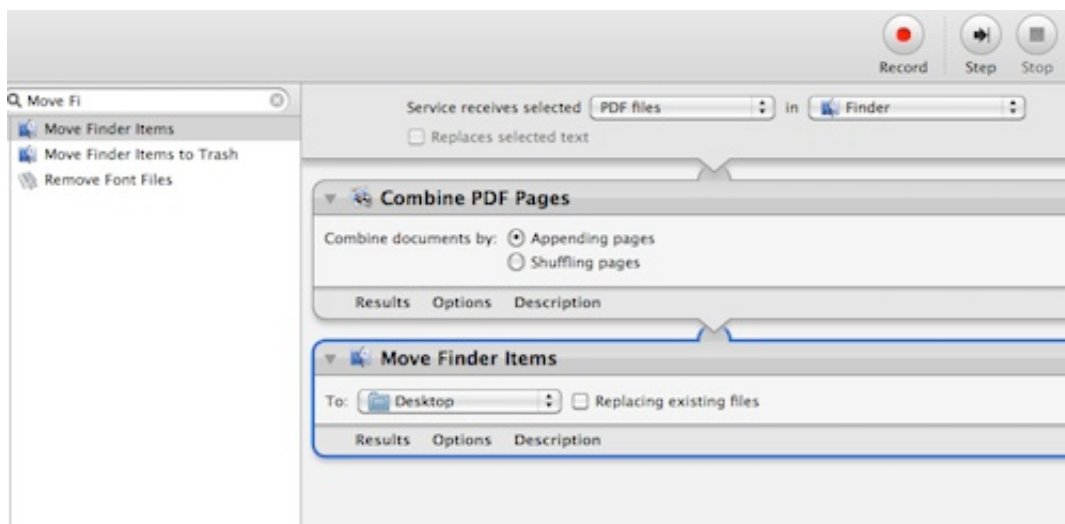 Record Step Stop
Move Fi
Move Finder Items
Move Finder Items to Trash
Remove Font Files
Service receives selected PDF files in Finder
Replaces selected text
Combine PDF Pages
Combine documents by: Appending pages
Shuffling pages
Results Options Description
Move Finder Items
To: Desktop Replacing existing files
Results Options Description